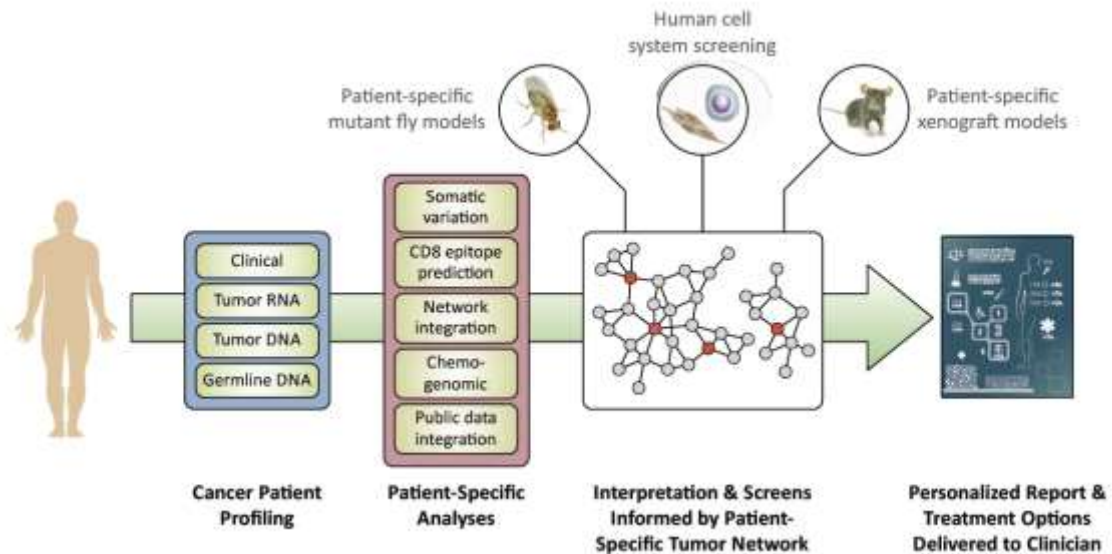 Human cell
system screening
Patient-specific
mutant fly models
Patient-specific
xenograft models
Clinical
Tumor RNA
Tumor DNA
Germline DNA
Somatic
variation
CD8 epitope
prediction
Network
integration
Chemo-
genomic
Public data
integration
Cancer Patient
Profiling
Patient-Specific
Analyses
Interpretation & Screens
Informed by Patient-
Specific Tumor Network
Personalized Report &
Treatment Options
Delivered to Clinician